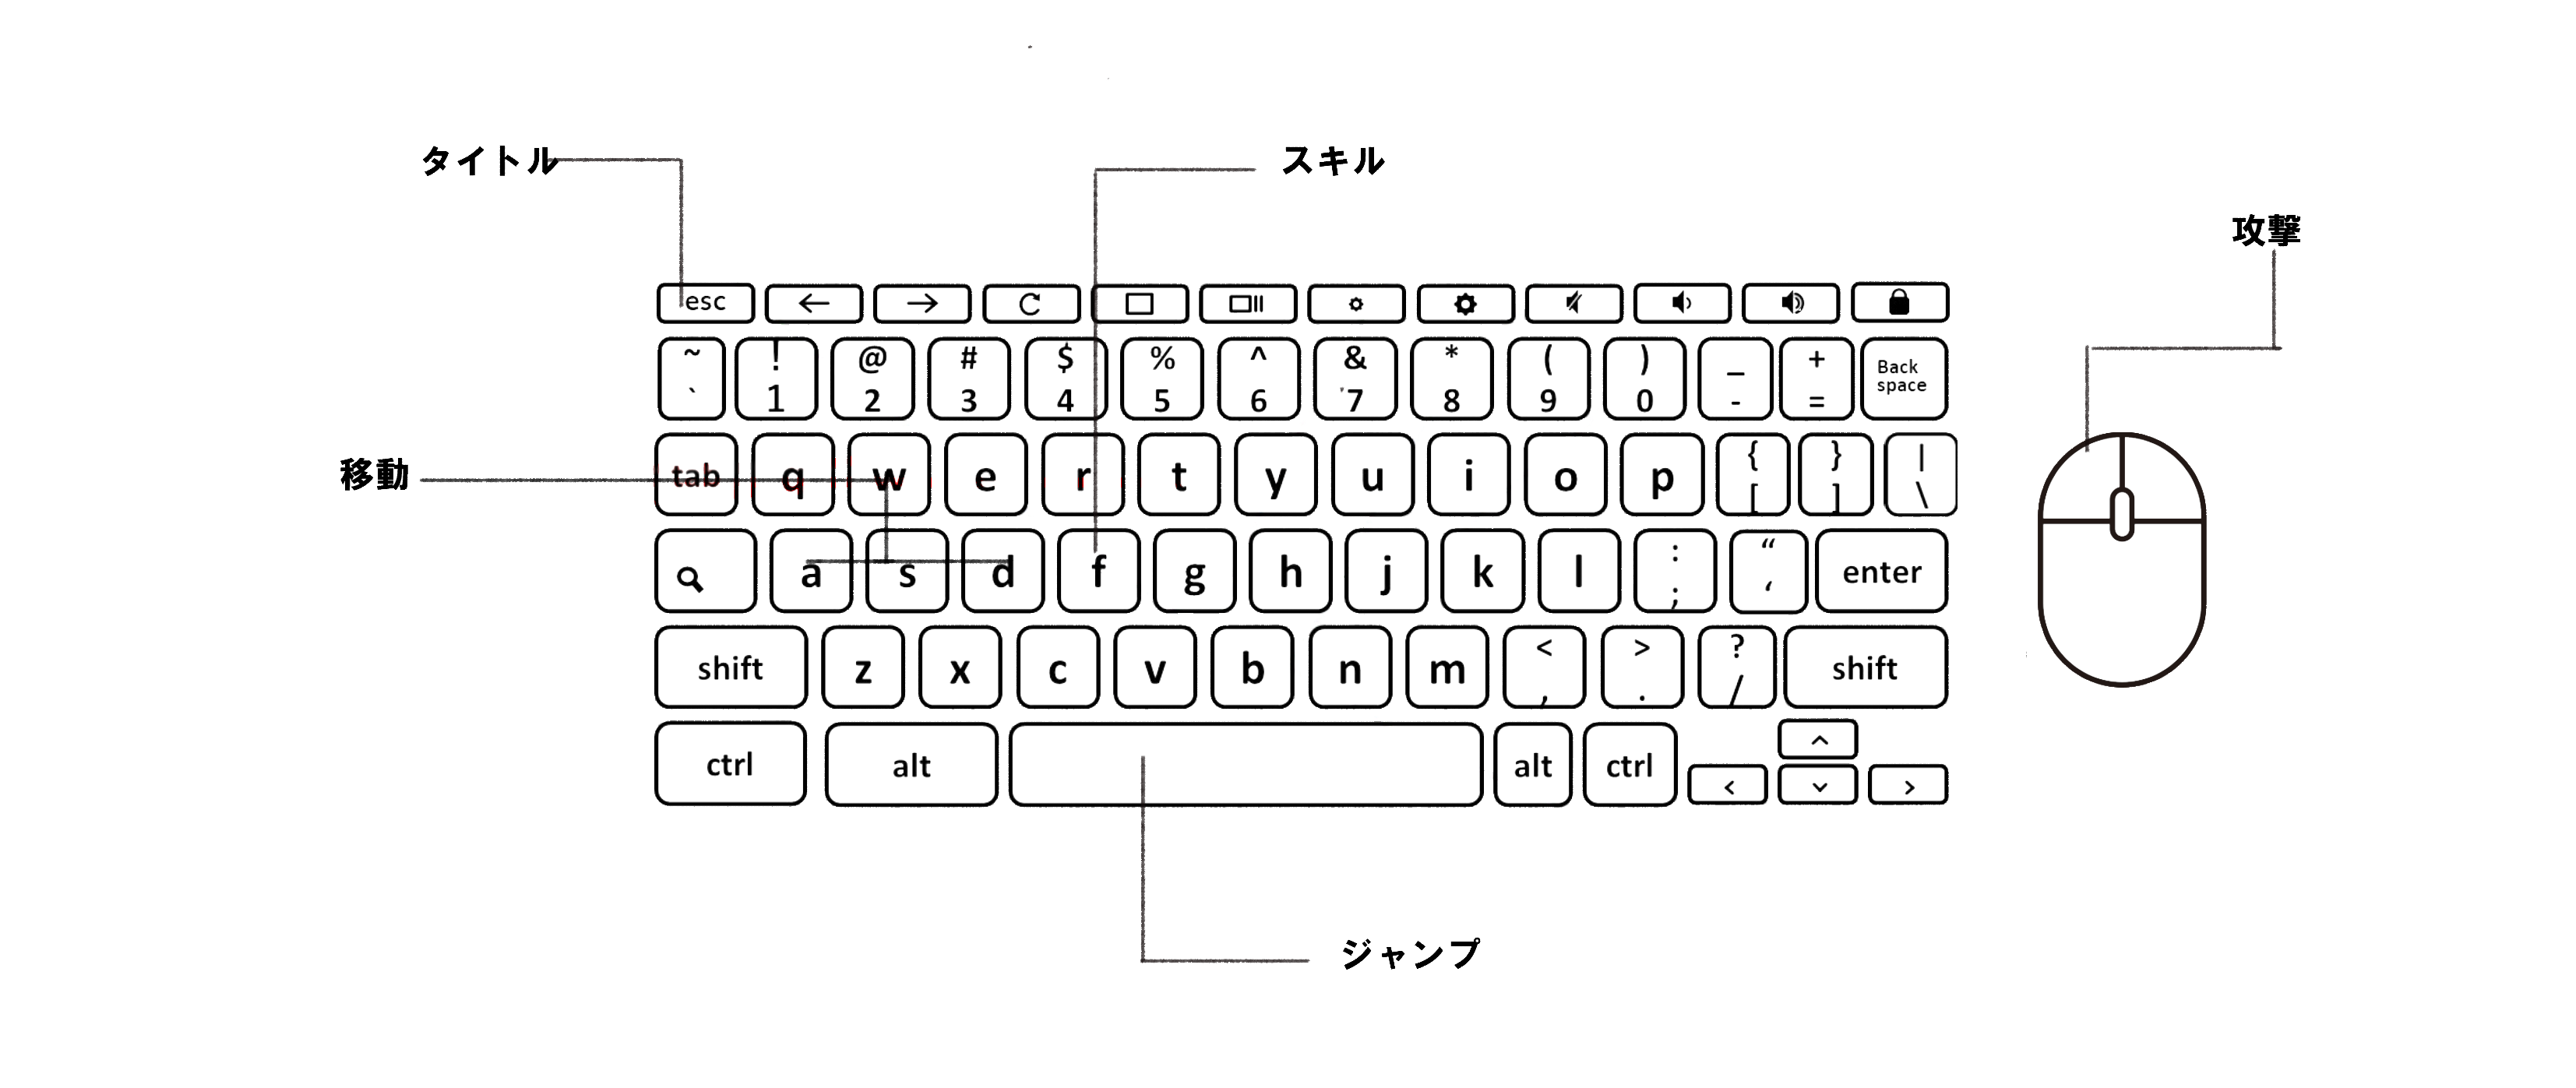 タイトル
スキル
攻撃
esc
~ ! @ # $ % ^ & * ( ) _ +
` 1 2 3 4 5 6 7 8 9 0 - =
Back
space
移動
tab q w e r t y u i o p { } |
[ ] \
a s d f g h j k l : “ enter
; ‘
shift z x c v b n m < > ? shift
, . /
ctrl alt alt ctrl
ジャンプ